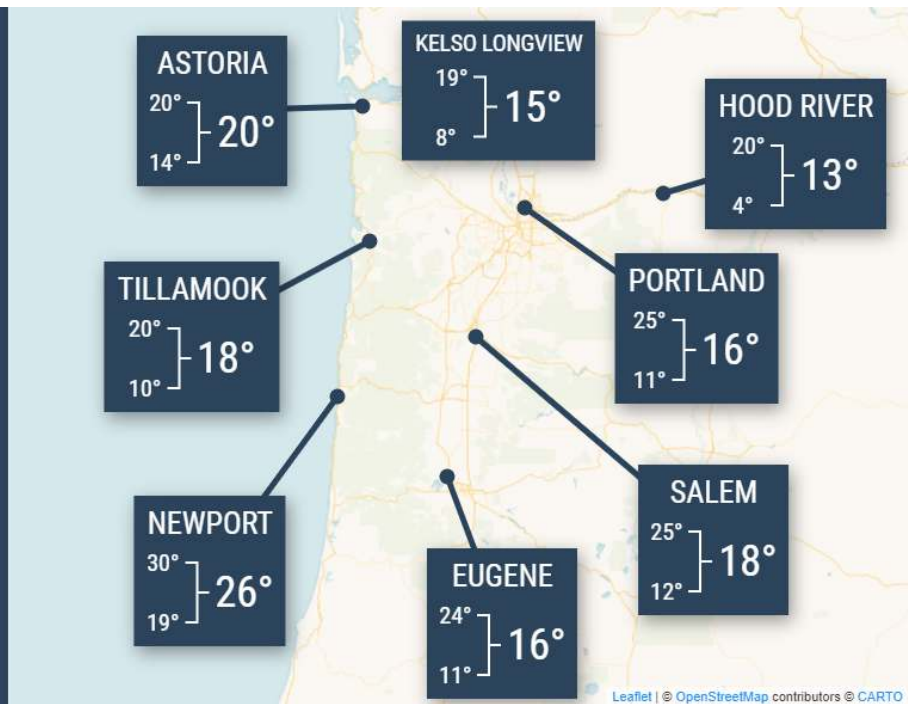 ASTORIA
20°
20°
14°
KELSO LONGVIEW
19°
15°
8°
HOOD RIVER
20°
13°
4°
TILLAMOOK
20°
18°
10°
PORTLAND
25°
16°
11°
NEWPORT
30°
26°
19°
EUGENE
24°
16°
11°
SALEM
25°
18°
12°
Leaflet | © OpenStreetMap contributors © CARTO